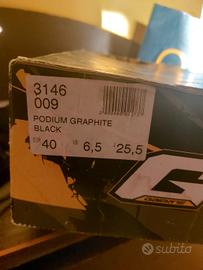 3146
009
PODIUM GRAPHITE
BLACK
40 6,5 25,5
subito